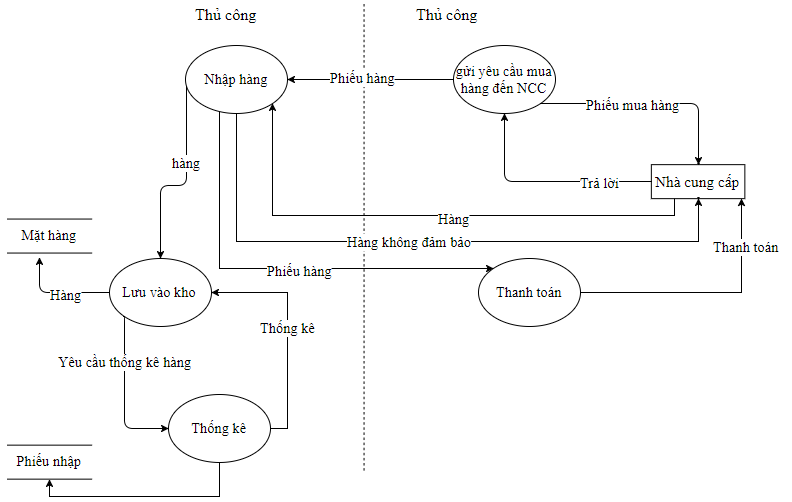 Thủ công
Thủ công
Nhập hàng
Phiếu hàng
gửi yêu cầu mua
hàng đến NCC
Phiếu mua hàng
hàng
Trả lời
Nhà cung cấp
Hàng
Mặt hàng
Hàng không đảm bảo
Thanh toán
Phiếu hàng
Hàng
Lưu vào kho
Thanh toán
Thống kê
Yêu cầu thống kê hàng
Thống kê
Phiếu nhập